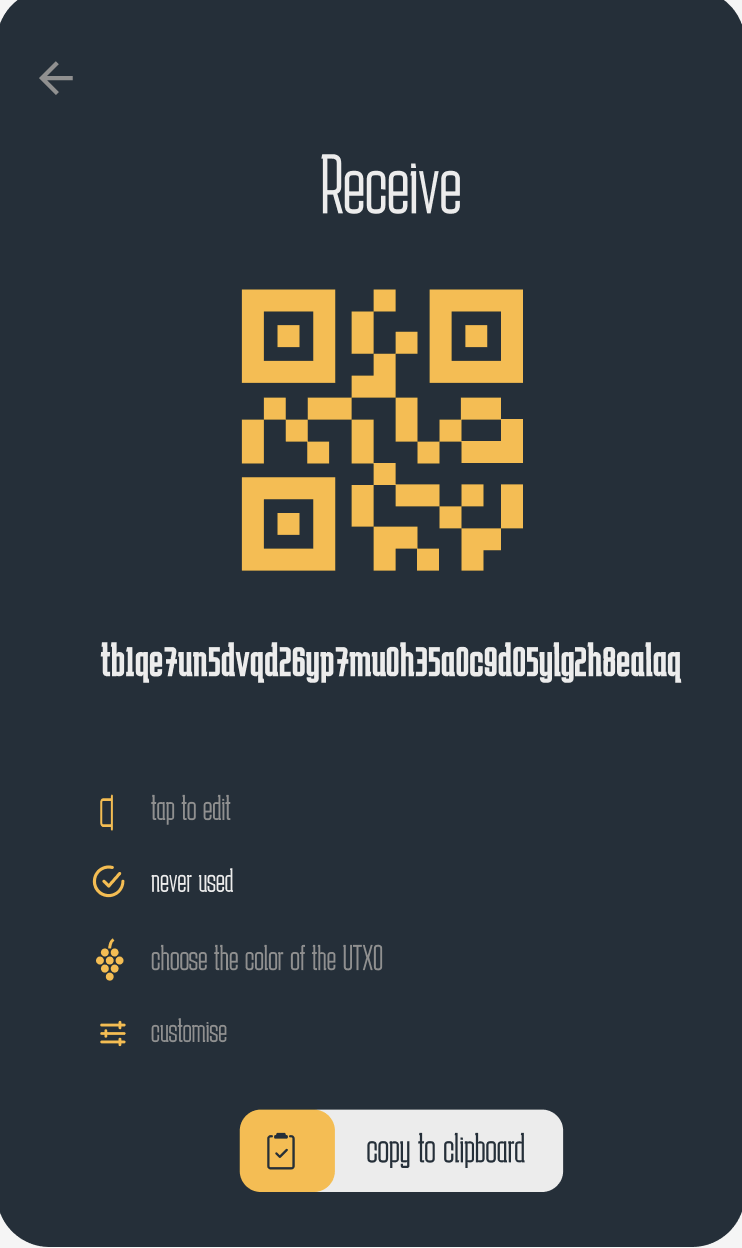 Receive
tb1qe7un5dvqd26yp7mu0h35a0c9d05ylg2h8ealaq
tap to edit
never used
choose the color of the UTXO
customise
copy to clipboard